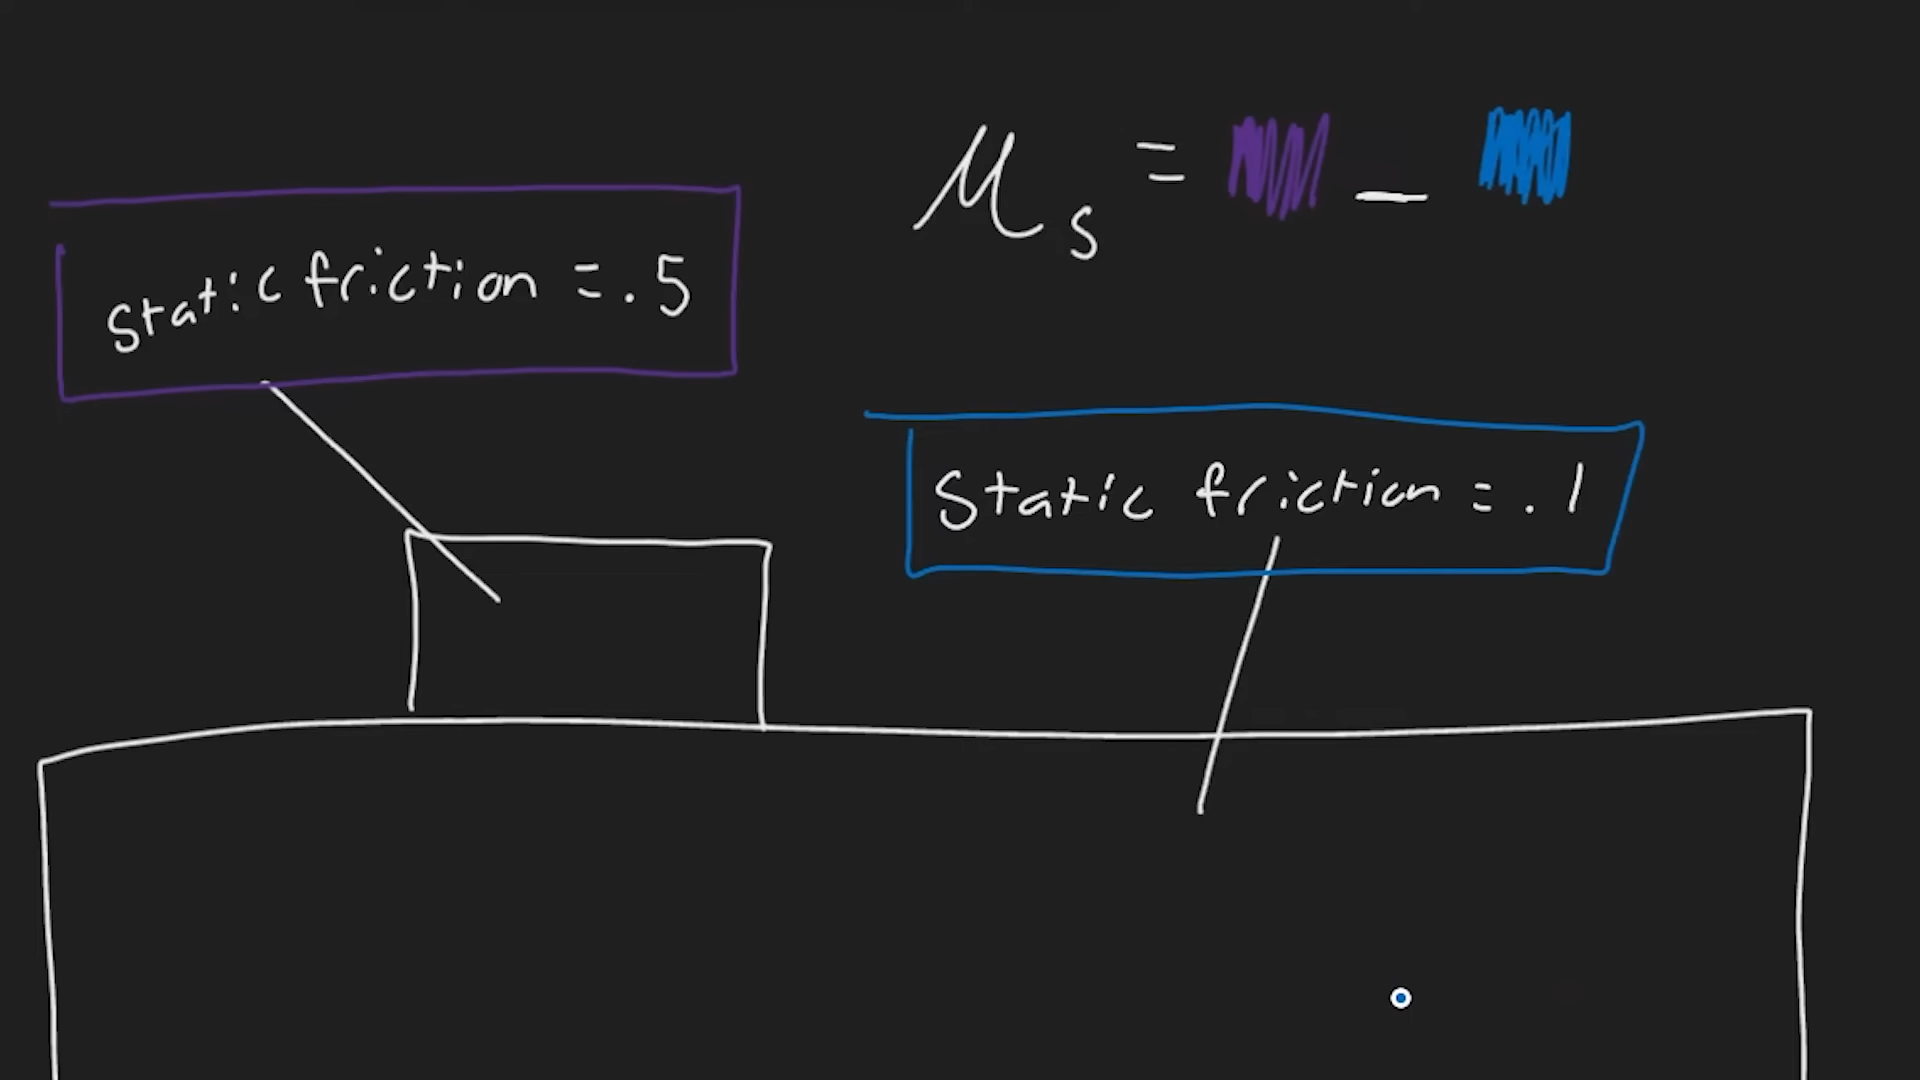 μs = –
Static friction = .5
Static friction = .1